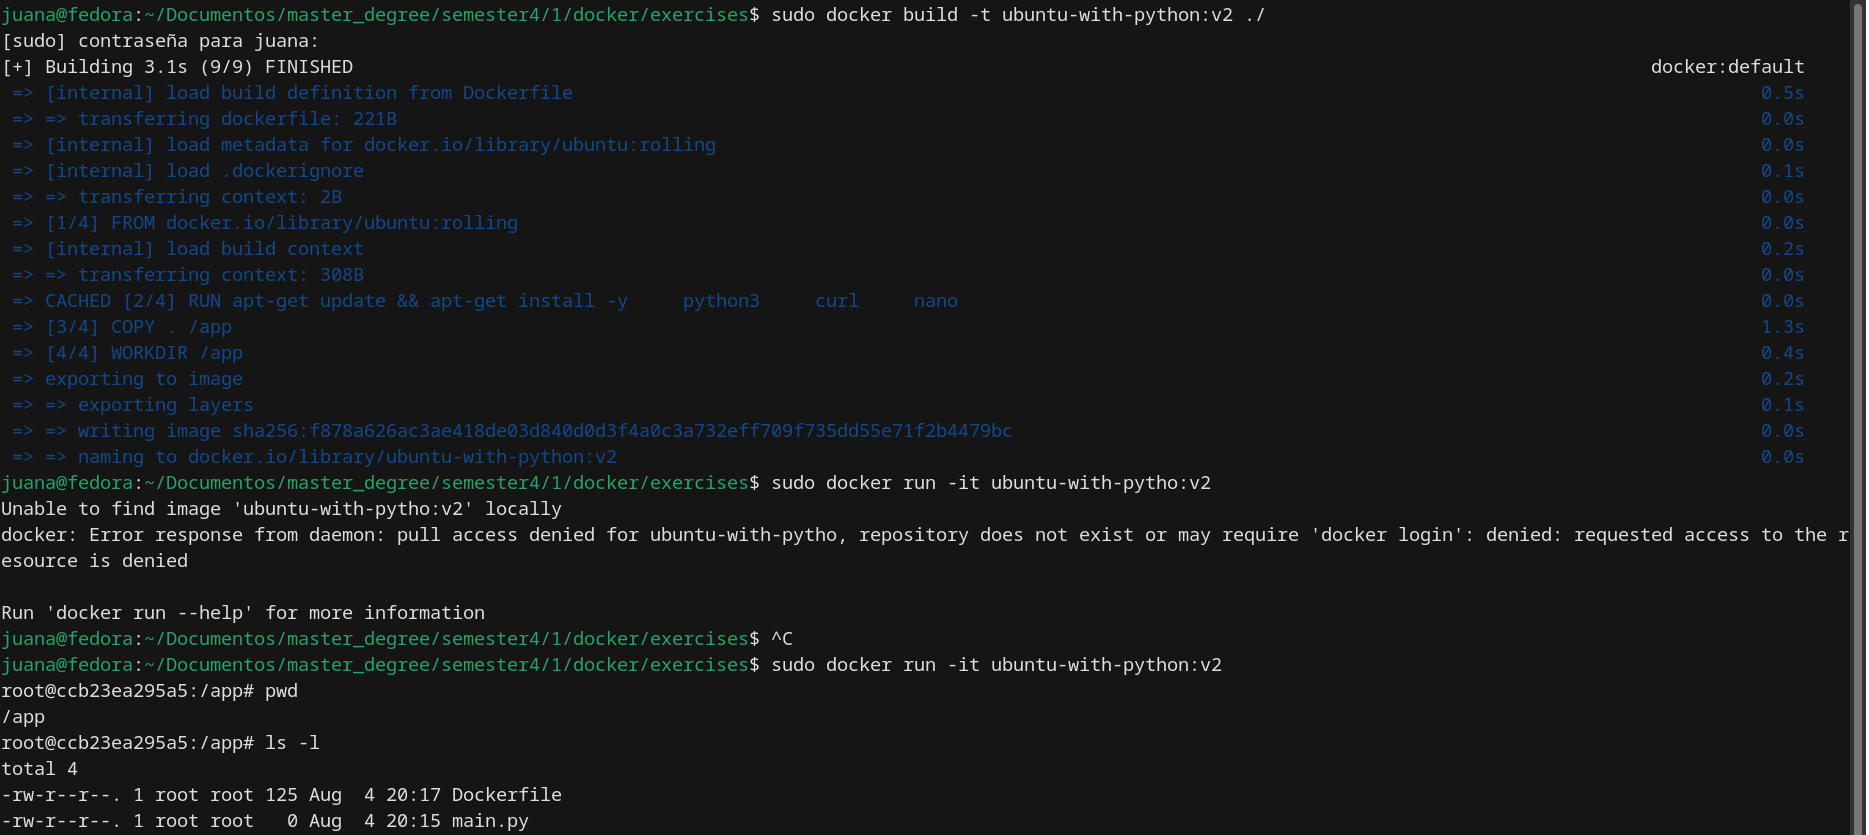 juana@fedora:~/Documentos/master_degree/semester4/1/docker/exercises$ sudo docker build -t ubuntu-with-python:v2 ./
[sudo] contraseña para juana:
[+] Building 3.1s (9/9) FINISHED docker:default
=> [internal] load build definition from Dockerfile 0.5s
=> => transferring dockerfile: 221B 0.0s
=> [internal] load metadata for docker.io/library/ubuntu:rolling 0.0s
=> [internal] load .dockerignore 0.1s
=> => transferring context: 2B 0.0s
=> [1/4] FROM docker.io/library/ubuntu:rolling 0.0s
=> [internal] load build context 0.2s
=> => transferring context: 308B 0.0s
=> CACHED [2/4] RUN apt-get update && apt-get install -y     python3     curl     nano 0.0s
=> [3/4] COPY . /app 1.3s
=> [4/4] WORKDIR /app 0.4s
=> exporting to image 0.2s
=> => exporting layers 0.1s
=> => writing image sha256:f878a626ac3ae418de03d840d0d3f4a0c3a732eff709f735dd55e71f2b4479bc 0.0s
=> => naming to docker.io/library/ubuntu-with-python:v2 0.0s
juana@fedora:~/Documentos/master_degree/semester4/1/docker/exercises$ sudo docker run -it ubuntu-with-pytho:v2
Unable to find image 'ubuntu-with-pytho:v2' locally
docker: Error response from daemon: pull access denied for ubuntu-with-pytho, repository does not exist or may require 'docker login': denied: requested access to the r
esource is denied
Run 'docker run --help' for more information
juana@fedora:~/Documentos/master_degree/semester4/1/docker/exercises$ ^C
juana@fedora:~/Documentos/master_degree/semester4/1/docker/exercises$ sudo docker run -it ubuntu-with-python:v2
root@ccb23ea295a5:/app# pwd
/app
root@ccb23ea295a5:/app# ls -l
total 4
-rw-r--r--. 1 root root 125 Aug  4 20:17 Dockerfile
-rw-r--r--. 1 root root   0 Aug  4 20:15 main.py